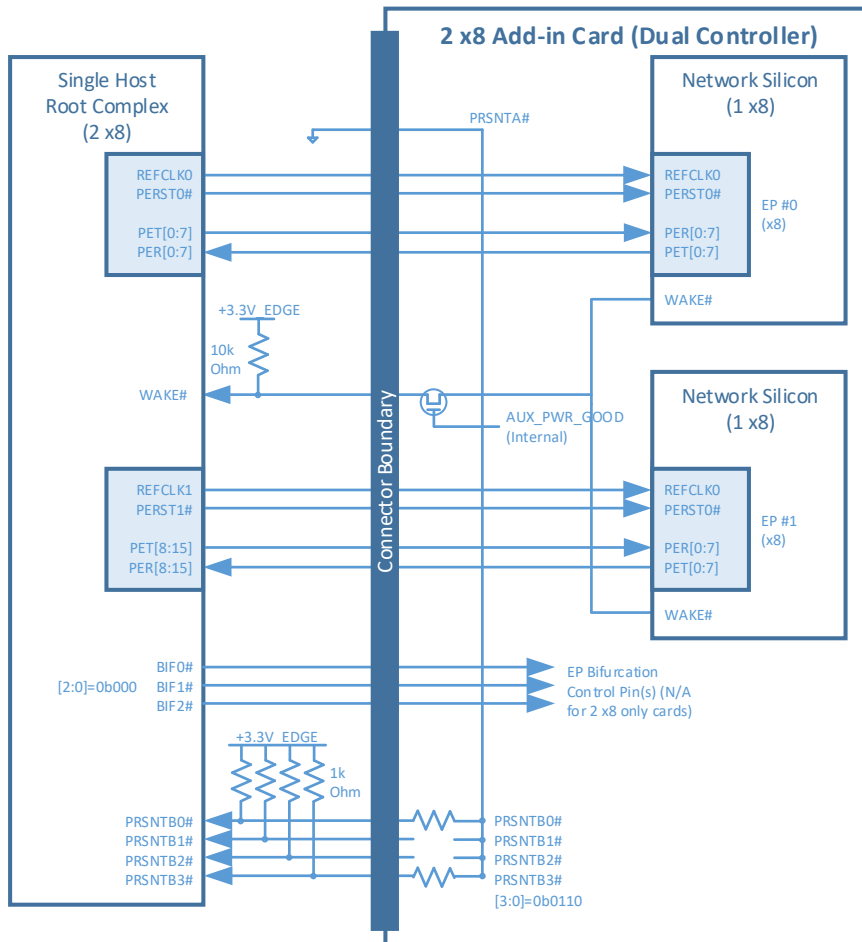 2 x8 Add-in Card (Dual Controller)
Single Host
Root Complex
(2 x8)
REFCLK0
PERST0#
PET[0:7]
PER[0:7]
+3.3V_EDGE
10k
Ohm
WAKE#
REFCLK1
PERST1#
PET[8:15]
PER[8:15]
BIF0#
[2:0]=0b000
BIF1#
BIF2#
+3.3V_EDGE
1k
Ohm
PRSNTB0#
PRSNTB1#
PRSNTB2#
PRSNTB3#
Connector Boundary
PRSNTA#
AUX_PWR_GOOD
(Internal)
EP Bifurcation
Control Pin(s) (N/A
for 2 x8 only cards)
PRSNTB0#
PRSNTB1#
PRSNTB2#
PRSNTB3#
[3:0]=0b0110
Network Silicon
(1 x8)
REFCLK0
PERST0#
PER[0:7]
PET[0:7]
EP #0
(x8)
WAKE#
Network Silicon
(1 x8)
REFCLK0
PERST0#
PER[0:7]
PET[0:7]
EP #1
(x8)
WAKE#